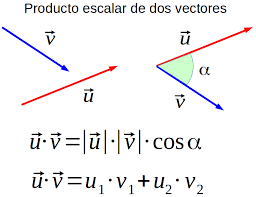 Producto escalar de dos vectores
v⃗
u⃗
u⃗
α
v⃗
u⃗·v⃗=|u⃗|·|v⃗|·cos α
u⃗·v⃗=u₁·v₁+u₂·v₂